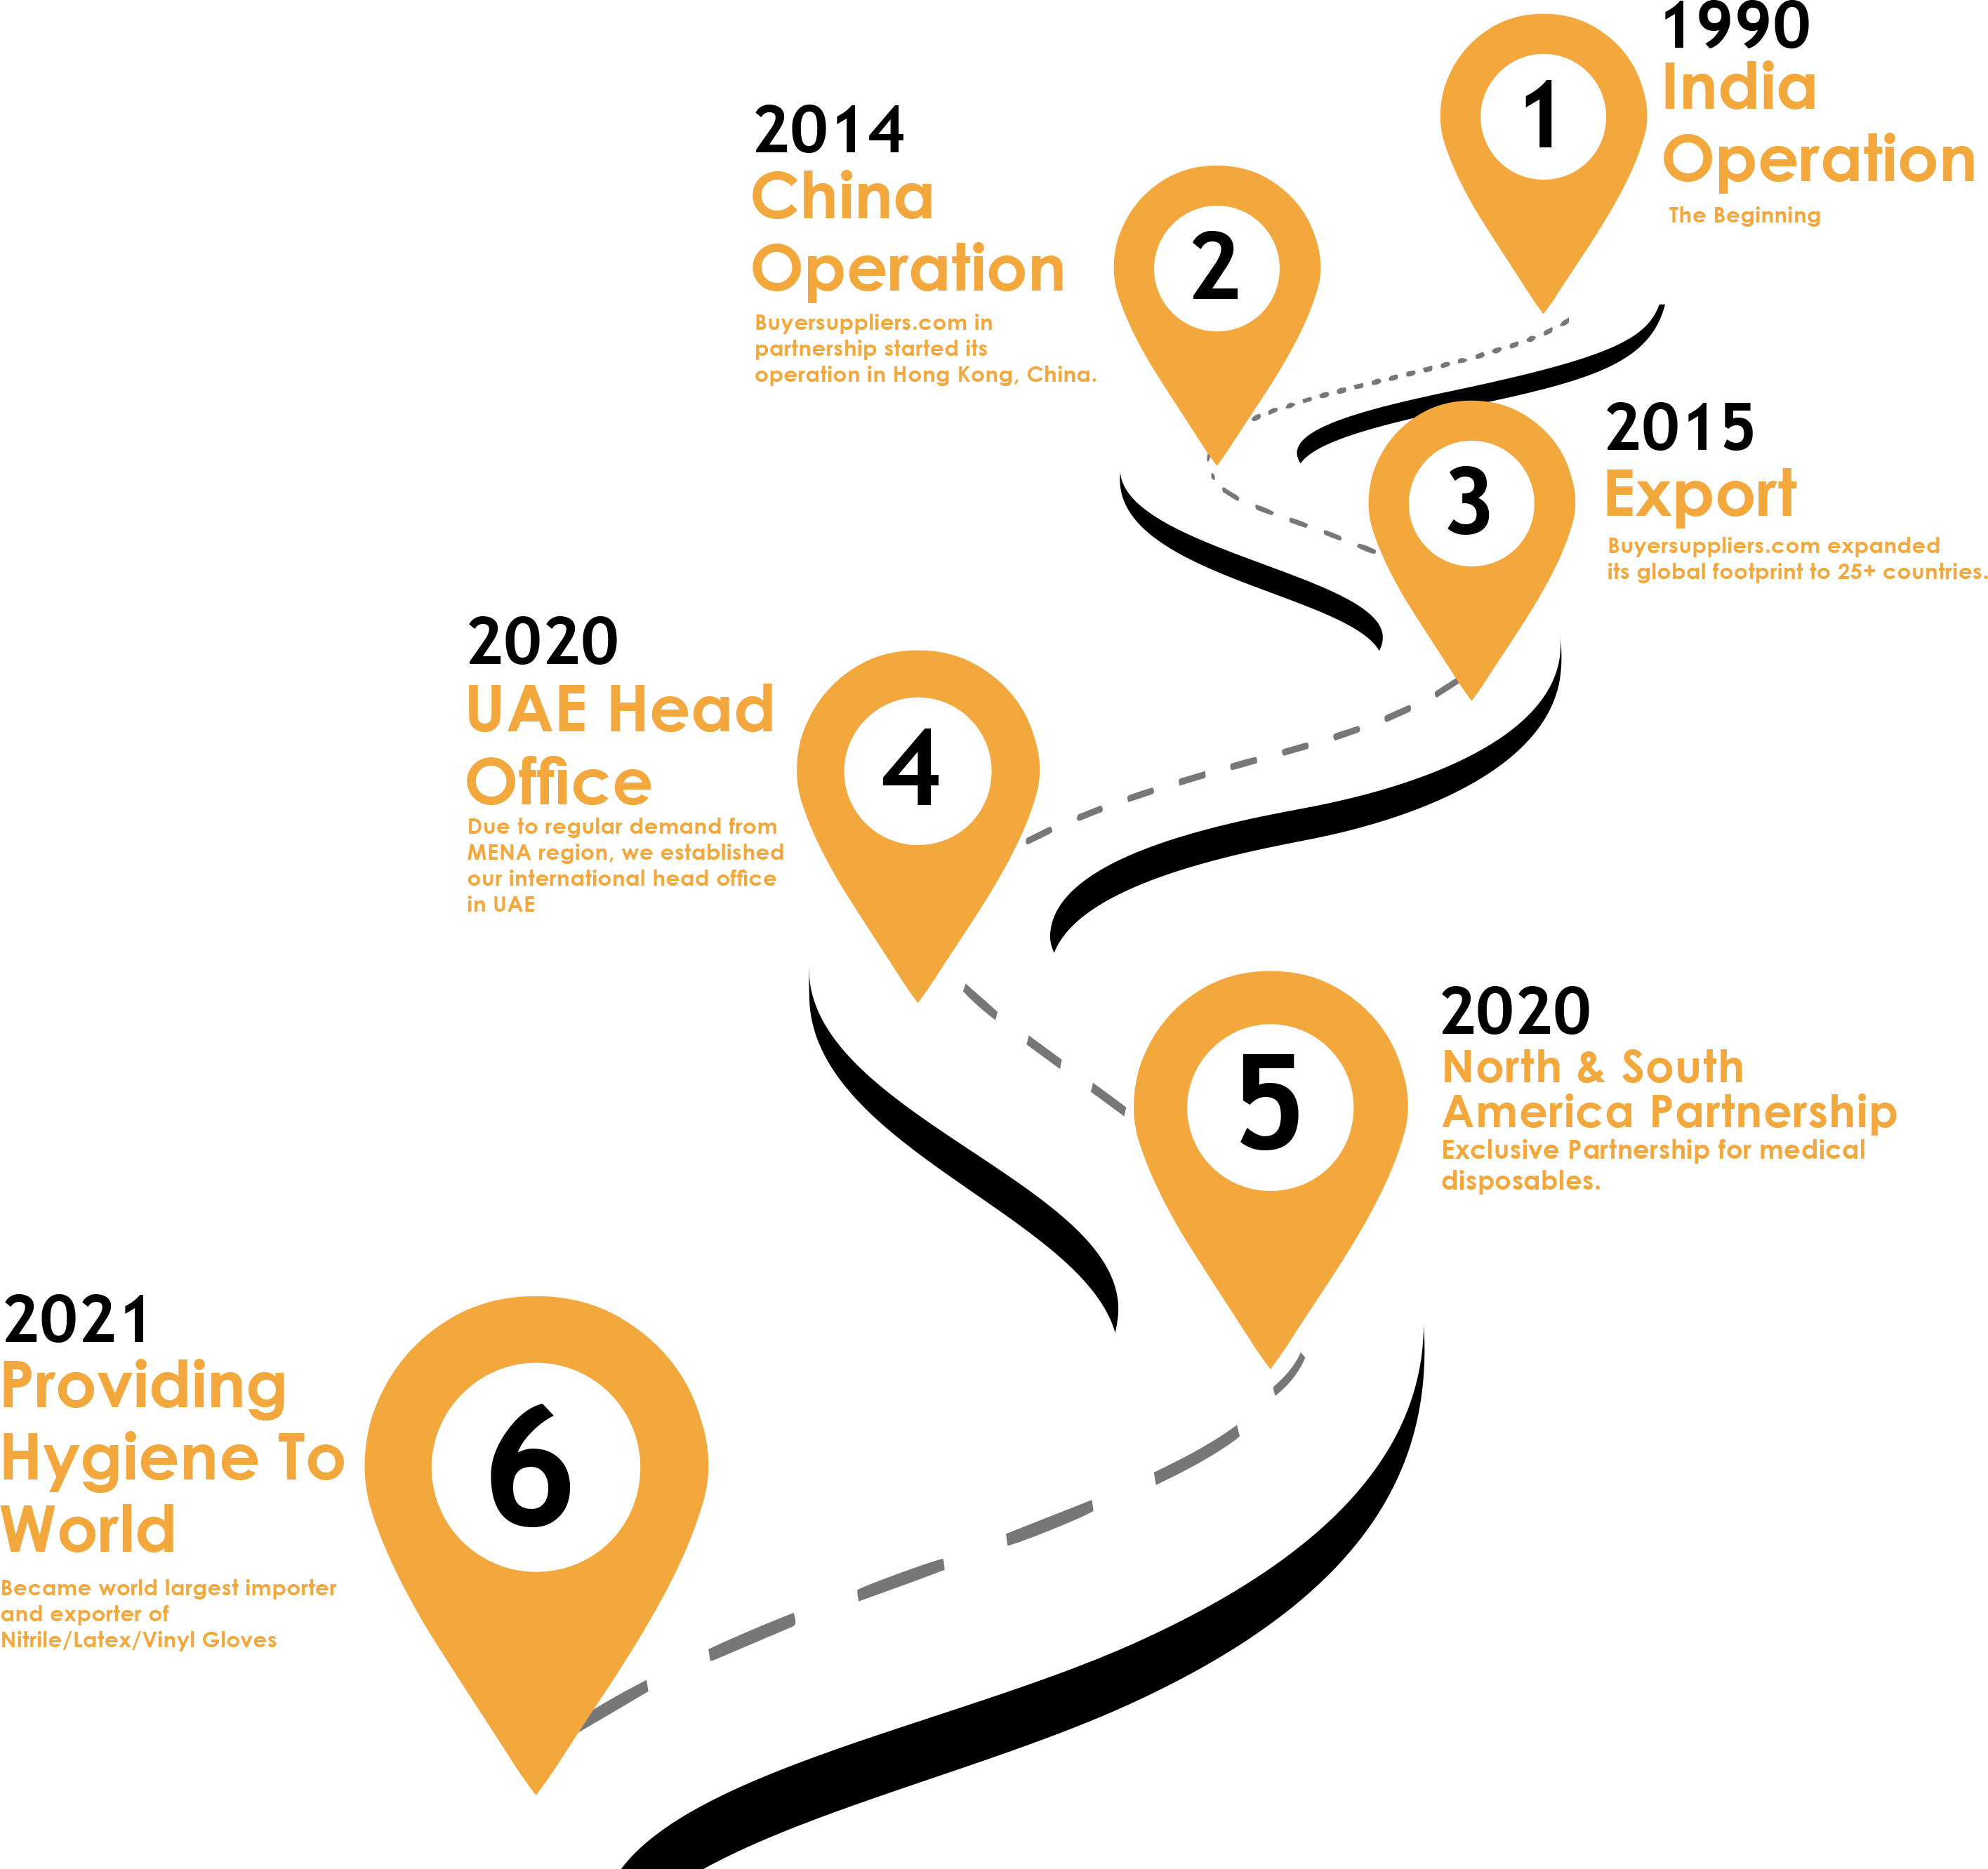 1990
India
Operation
The Beginning
1
2014
China
Operation
Buyersuppliers.com in
partnership started its
operation in Hong Kong, China.
2
2015
Export
Buyersuppliers.com expanded
its global footprint to 25+ countries.
3
2020
UAE Head
Office
Due to regular demand from
MENA region, we established
our international head office
in UAE
4
2020
North & South
America Partnership
Exclusive Partnership for medical
disposables.
5
2021
Providing
Hygiene To
World
Became world largest importer
and exporter of
Nitrile/Latex/Vinyl Gloves
6